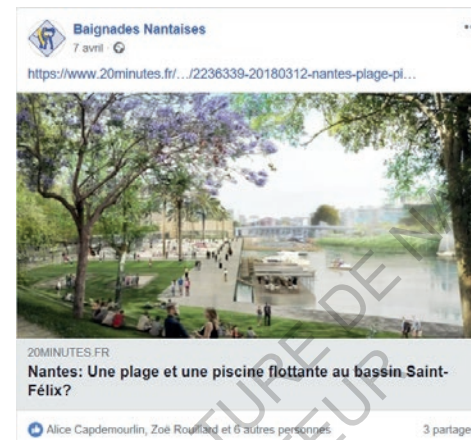 Baignades Nantaises
7 avril
https://www.20minutes.fr/.../2236339-20180312-nantes-plage-pi...
20MINUTES.FR
Nantes: Une plage et une piscine flottante au bassin Saint-
Félix?
Alice Capdemourlin, Zoé Rouillard et 6 autres personnes
3 partage